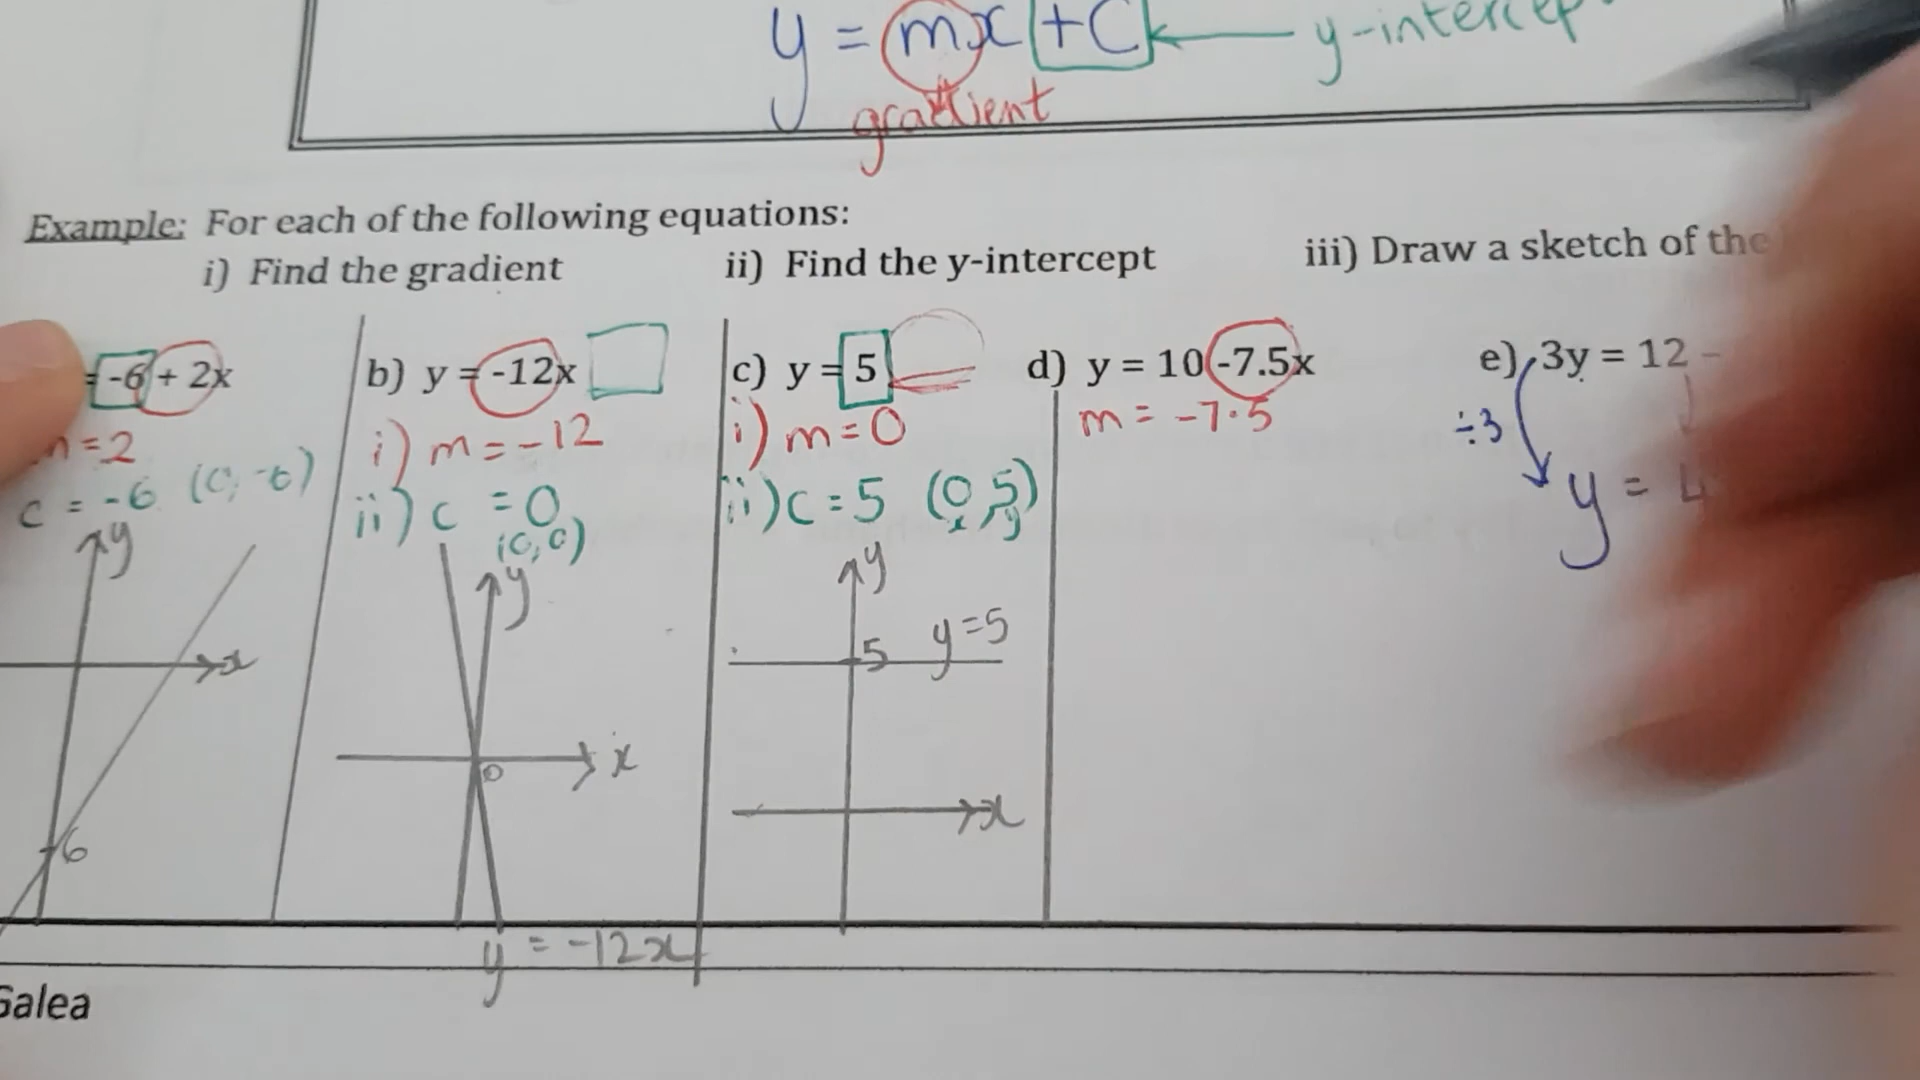 y = mx + C ← y-intercep
gradient
Example: For each of the following equations:
i) Find the gradient
ii) Find the y-intercept
iii) Draw a sketch of the
= -6 + 2x
m = 2
c = -6 (0, -6)
y
x
-6
b) y = -12x
i) m = -12
ii) c = 0
(0, 0)
y
x
0
y = -12x
c) y = 5
i) m = 0
ii) c = 5 (0, 5)
x, y
y
5
y = 5
x
d) y = 10 -7.5x
m = -7.5
e) 3y = 12 -
÷3
y = 4
Galea